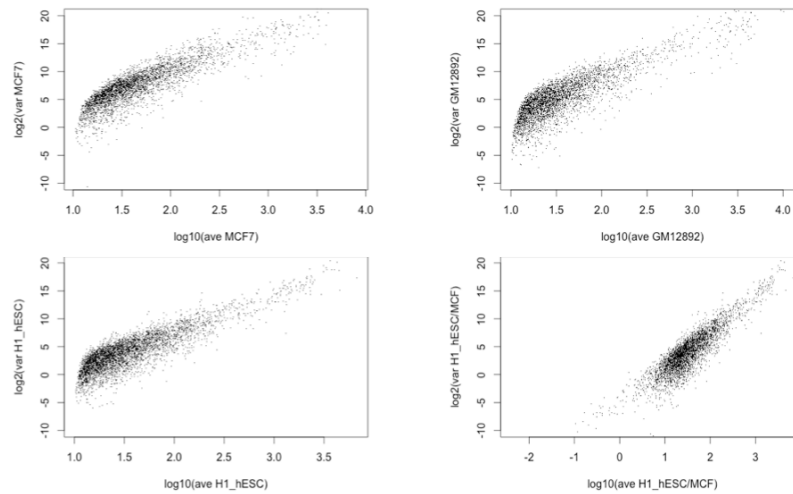 20
15
10
5
0
-5
-10
log2(var MCF7)
1.0 1.5 2.0 2.5 3.0 3.5 4.0
log10(ave MCF7)
20
15
10
5
0
-5
-10
log2(var GM12892)
1.0 1.5 2.0 2.5 3.0 3.5 4.0
log10(ave GM12892)
20
15
10
5
0
-5
-10
log2(var H1_hESC)
1.0 1.5 2.0 2.5 3.0 3.5
log10(ave H1_hESC)
20
15
10
5
0
-5
-10
log2(var H1_hESC/MCF)
-2 -1 0 1 2 3
log10(ave H1_hESC/MCF)